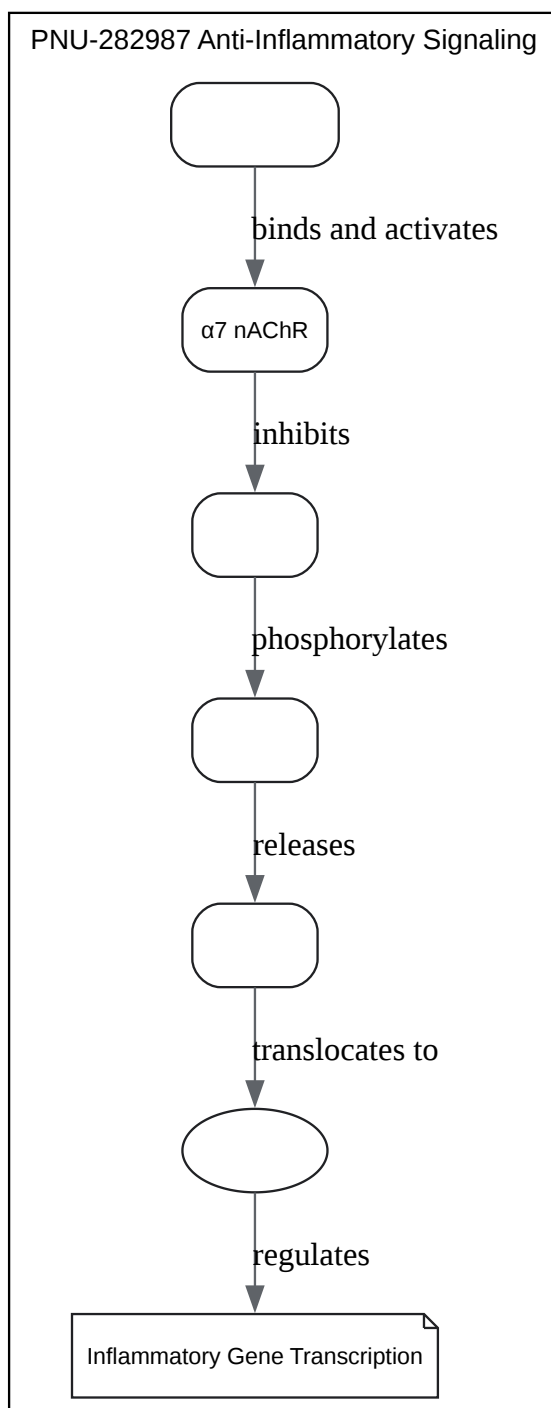 PNU-282987 Anti-Inflammatory Signaling
binds and activates
α7 nAChR
inhibits
phosphorylates
releases
translocates to
regulates
Inflammatory Gene Transcription